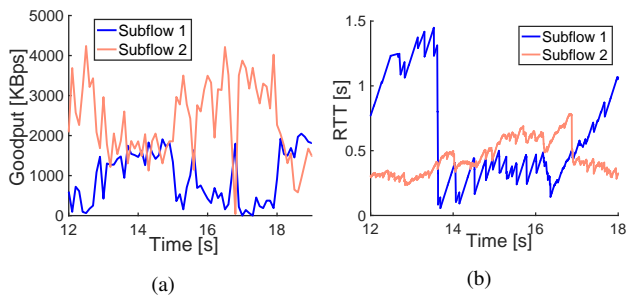 5000
4000
3000
2000
1000
0
Goodput [KBps]
Subflow 1
Subflow 2
12
14
16
18
Time [s]
(a)
1.5
1
0.5
0
RTT [s]
Subflow 1
Subflow 2
12
14
16
18
Time [s]
(b)